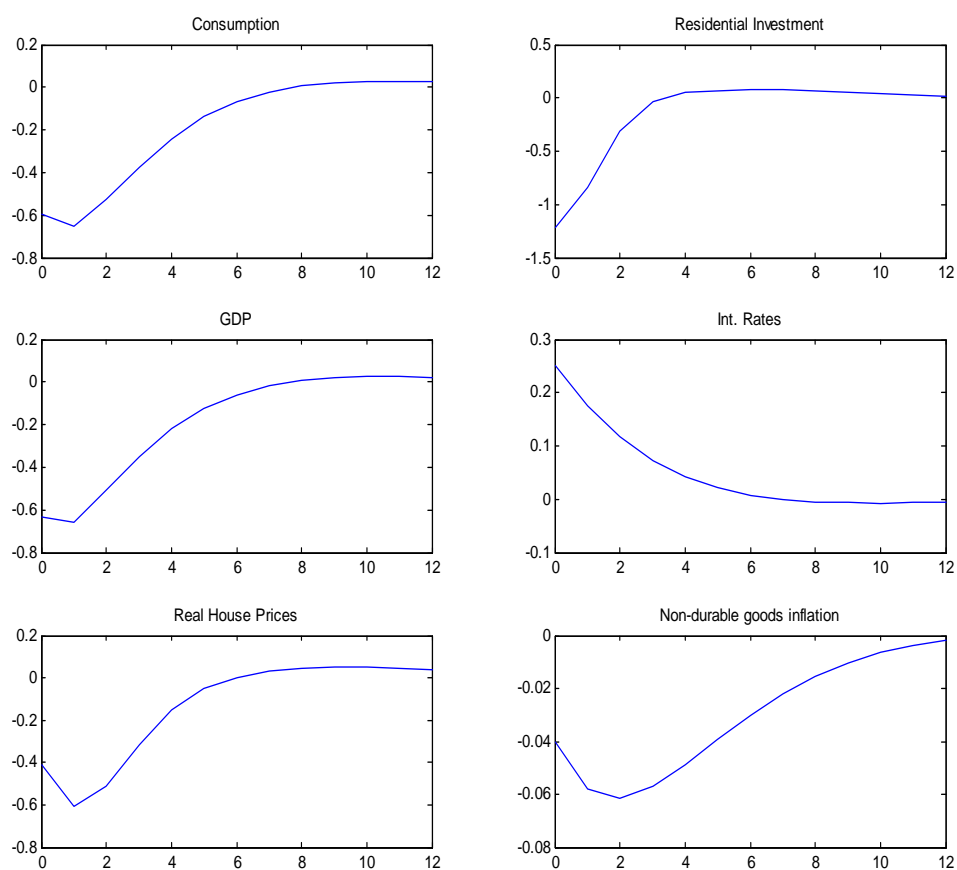 Consumption
0.2
0
-0.2
-0.4
-0.6
-0.8
0 2 4 6 8 10 12
Residential Investment
0.5
0
-0.5
-1
-1.5
0 2 4 6 8 10 12
GDP
0.2
0
-0.2
-0.4
-0.6
-0.8
0 2 4 6 8 10 12
Int. Rates
0.3
0.2
0.1
0
-0.1
0 2 4 6 8 10 12
Real House Prices
0.2
0
-0.2
-0.4
-0.6
-0.8
0 2 4 6 8 10 12
Non-durable goods inflation
0
-0.02
-0.04
-0.06
-0.08
0 2 4 6 8 10 12